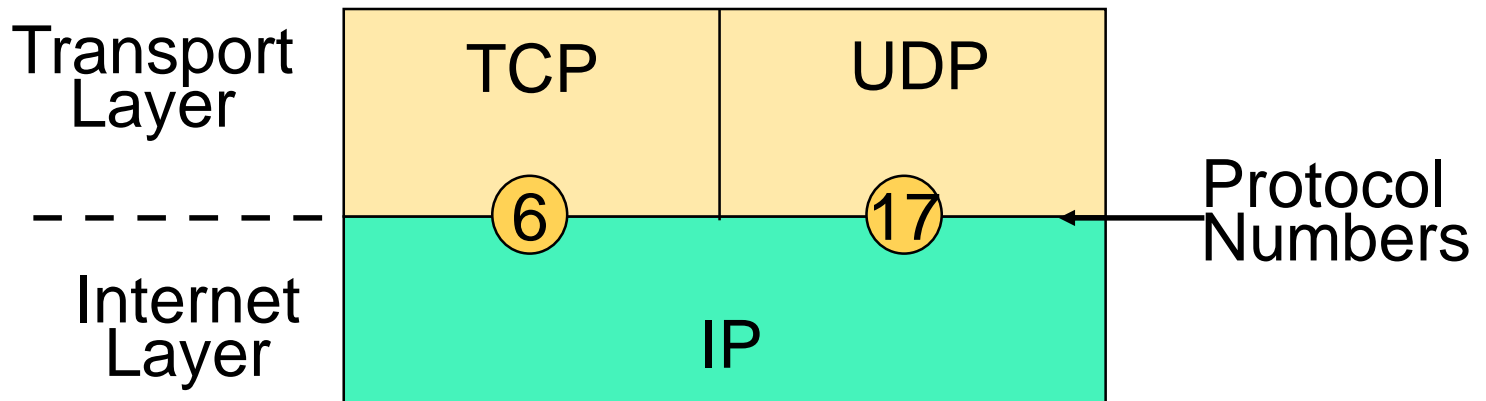 Transport
Layer
TCP
UDP
6
17
Protocol
Numbers
Internet
Layer
IP